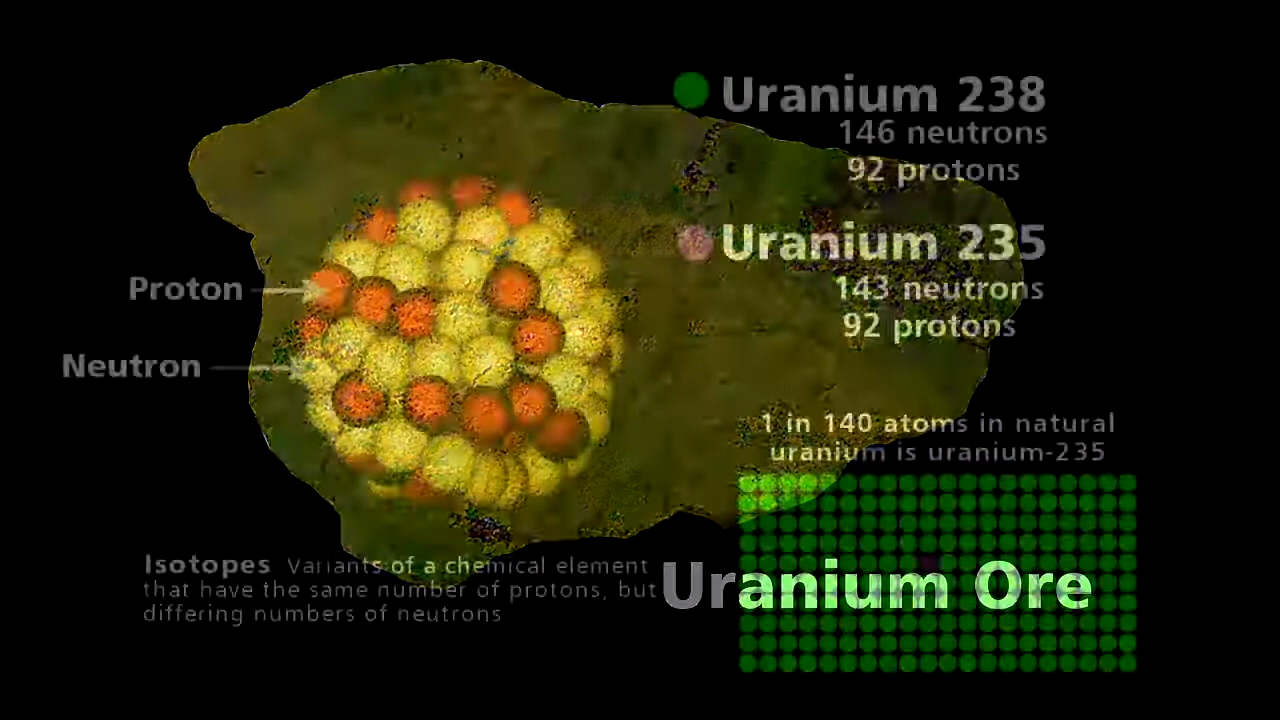 Uranium 238
146 neutrons
92 protons
Uranium 235
143 neutrons
92 protons
Proton
Neutron
1 in 140 atoms in natural
uranium is uranium-235
Isotopes Variants of a chemical element
that have the same number of protons, but
differing numbers of neutrons
Uranium Ore